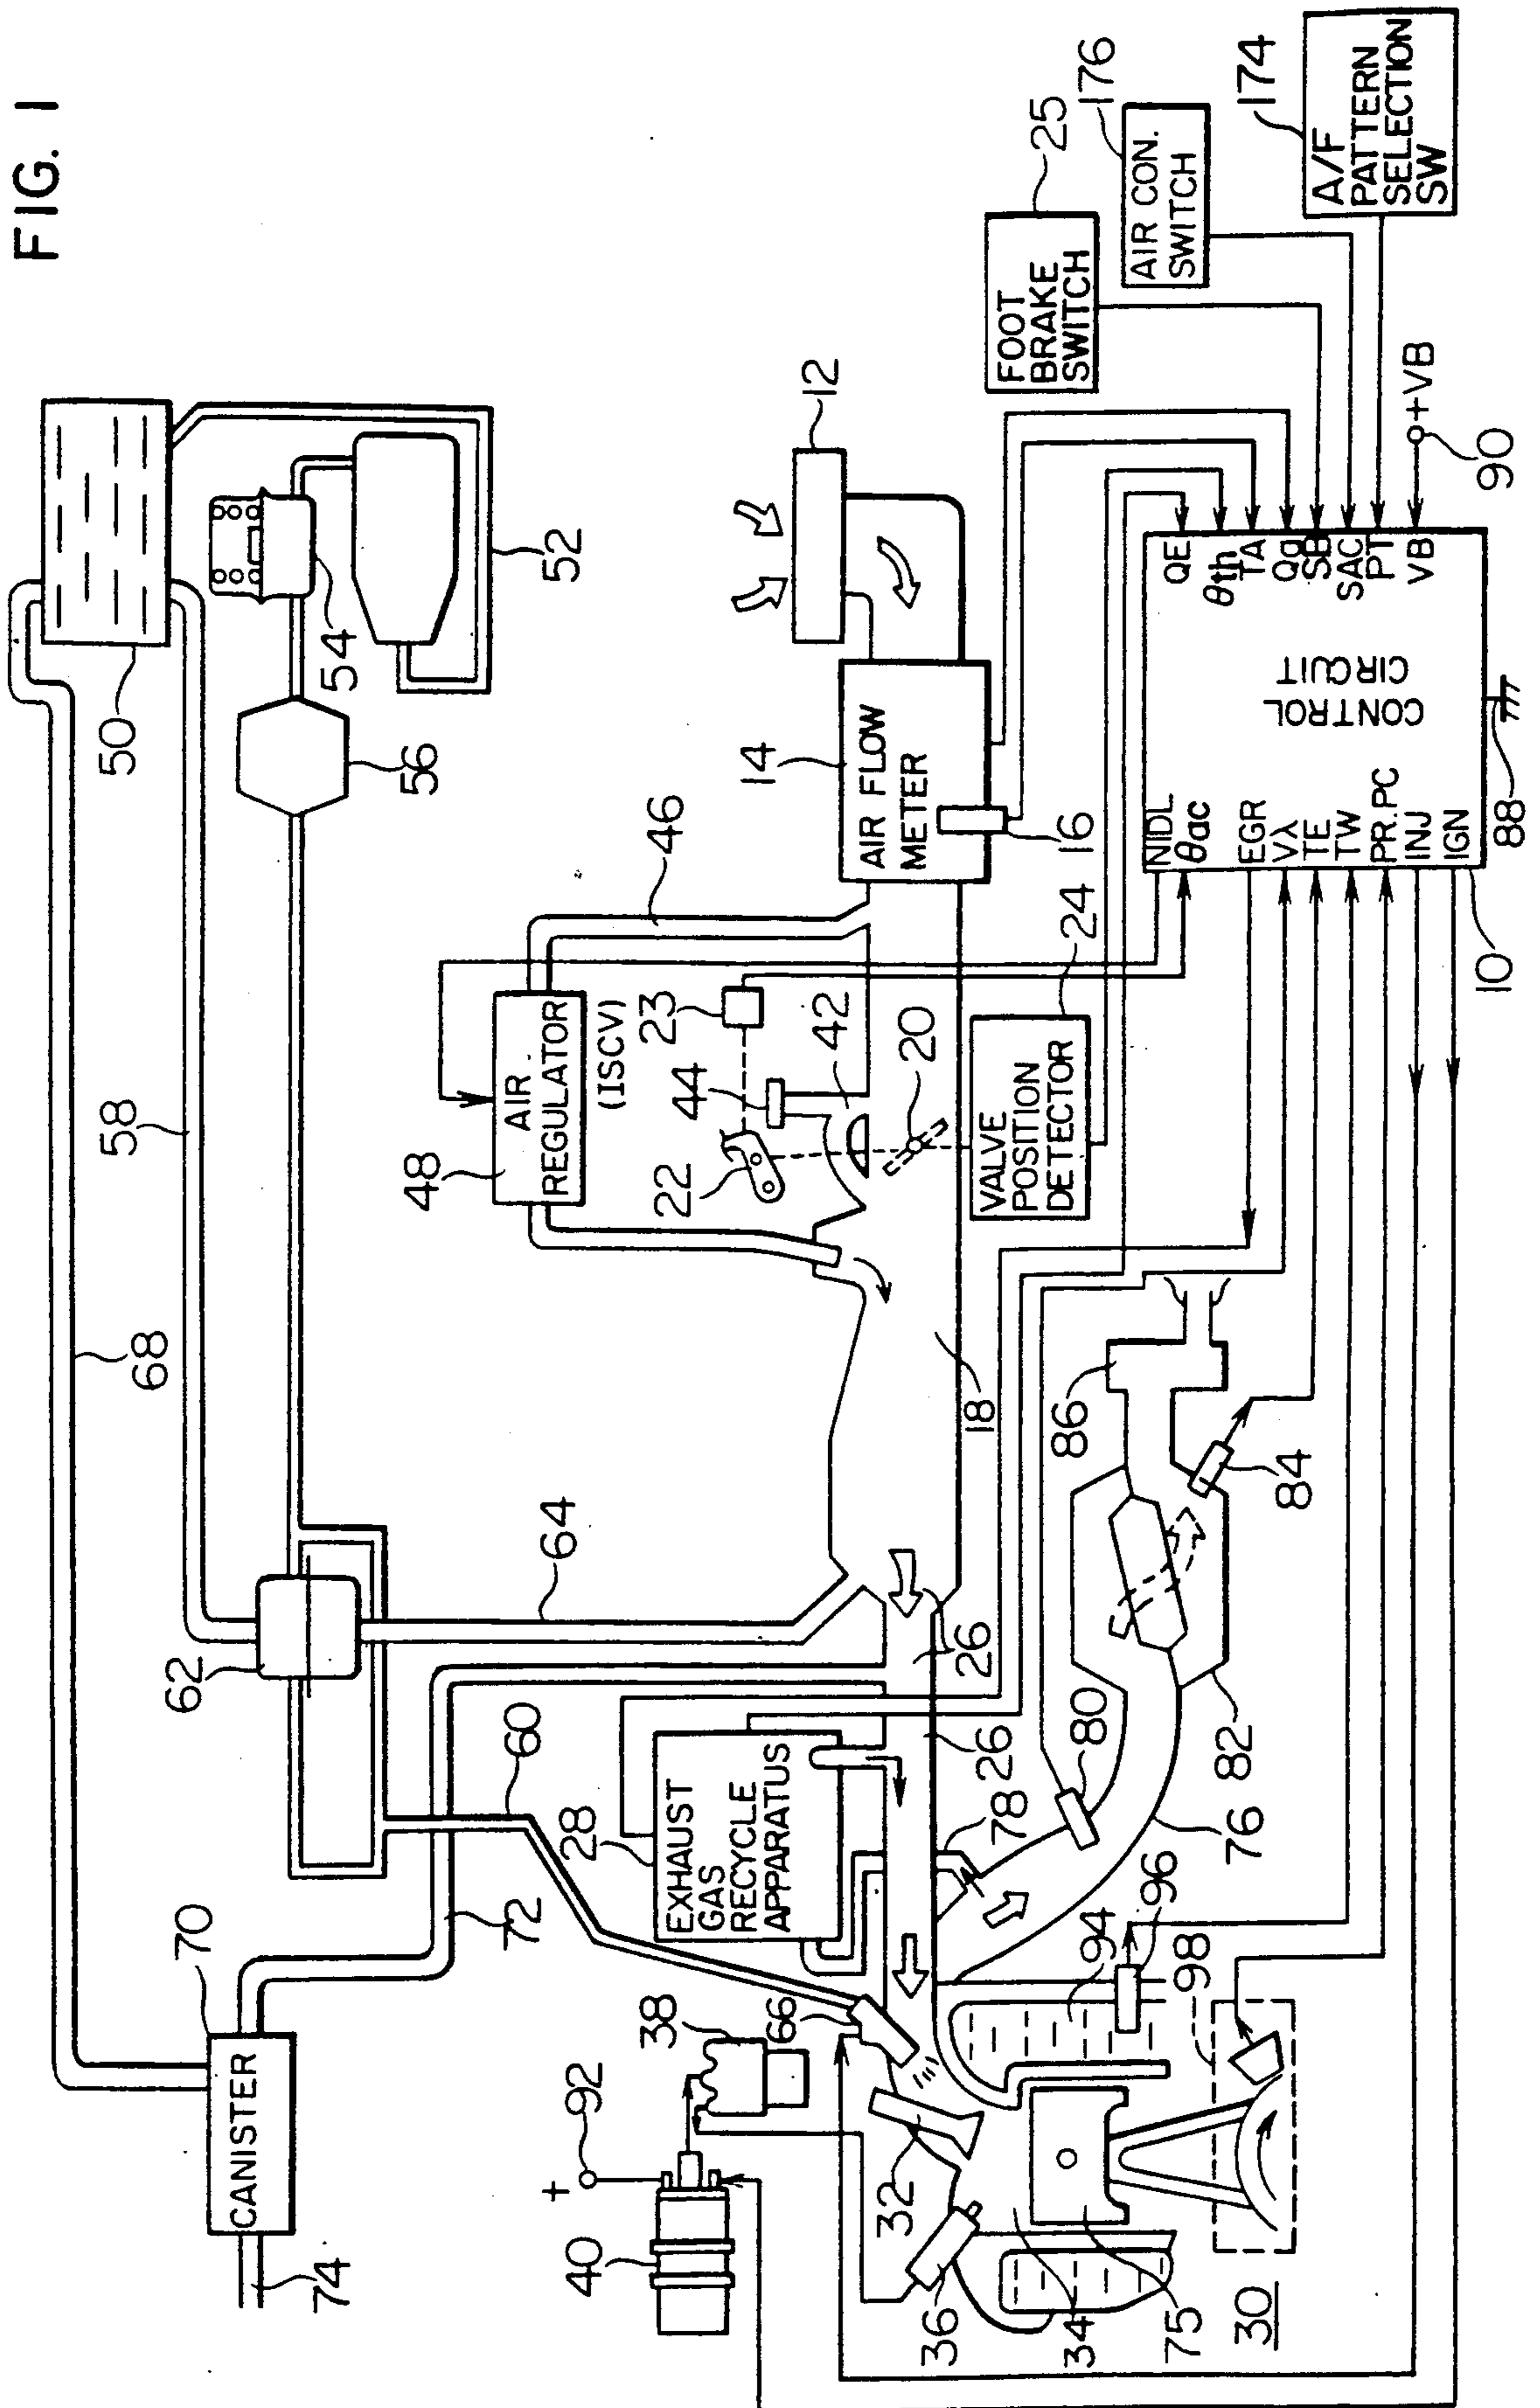 FIG. 1
68
58
50
54
52
56
62
64
60
70
CANISTER
72
74
48
AIR
REGULATOR
(ISCV)
46
23
44
42
22
20
14
AIR FLOW
METER
16
12
24
VALVE
POSITION
DETECTOR
18
26
26
28
EXHAUST
GAS
RECYCLE
APPARATUS
78
80
76
82
84
86
38
66
+
92
40
32
36
34
75
30
94
96
98
25
FOOT
BRAKE
SWITCH
176
AIR CON.
SWITCH
174
A/F
PATTERN
SELECTION
SW
+VB
90
QE
θth
TA
Qa
SB
SAC
PT
VB
CONTROL
CIRCUIT
NIDL
θac
EGR
Vλ
TE
TW
PR.PC
INJ
IGN
10
88